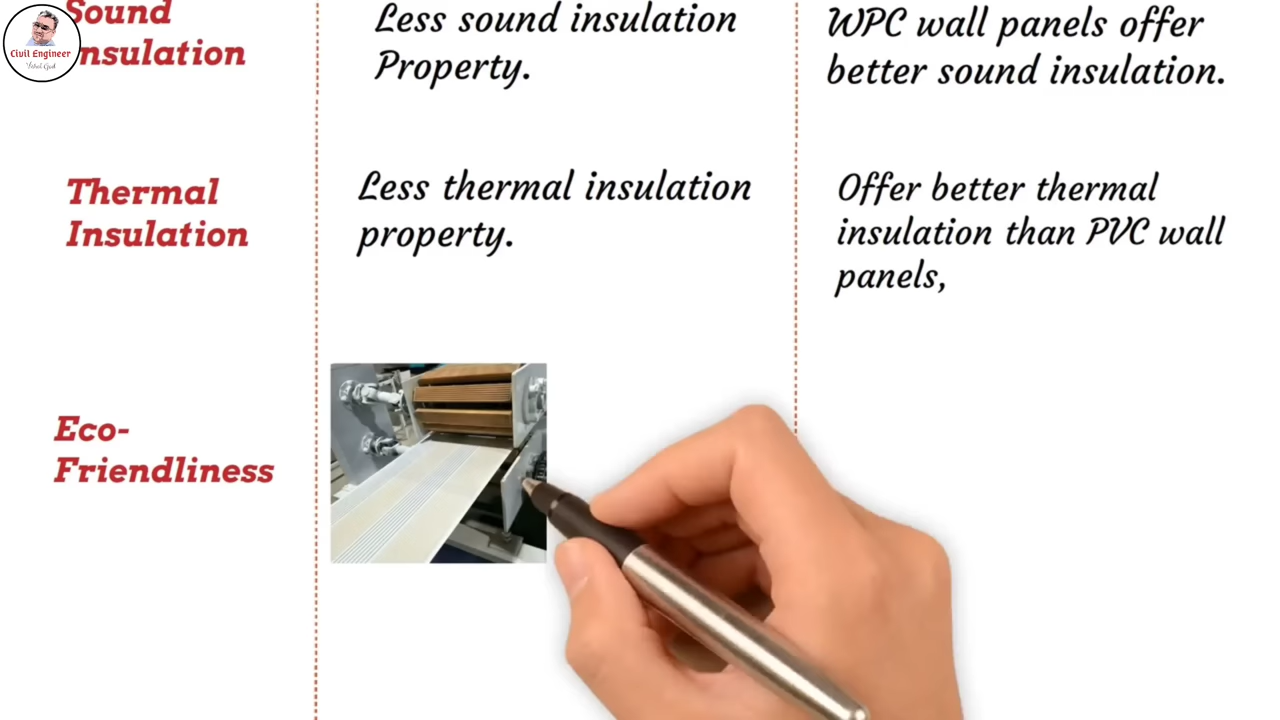 Sound
Insulation
Less sound insulation
Property.
WPC wall panels offer
better sound insulation.
Thermal
Insulation
Less thermal insulation
property.
Offer better thermal
insulation than PVC wall
panels,
Eco-
Friendliness
Civil Engineer